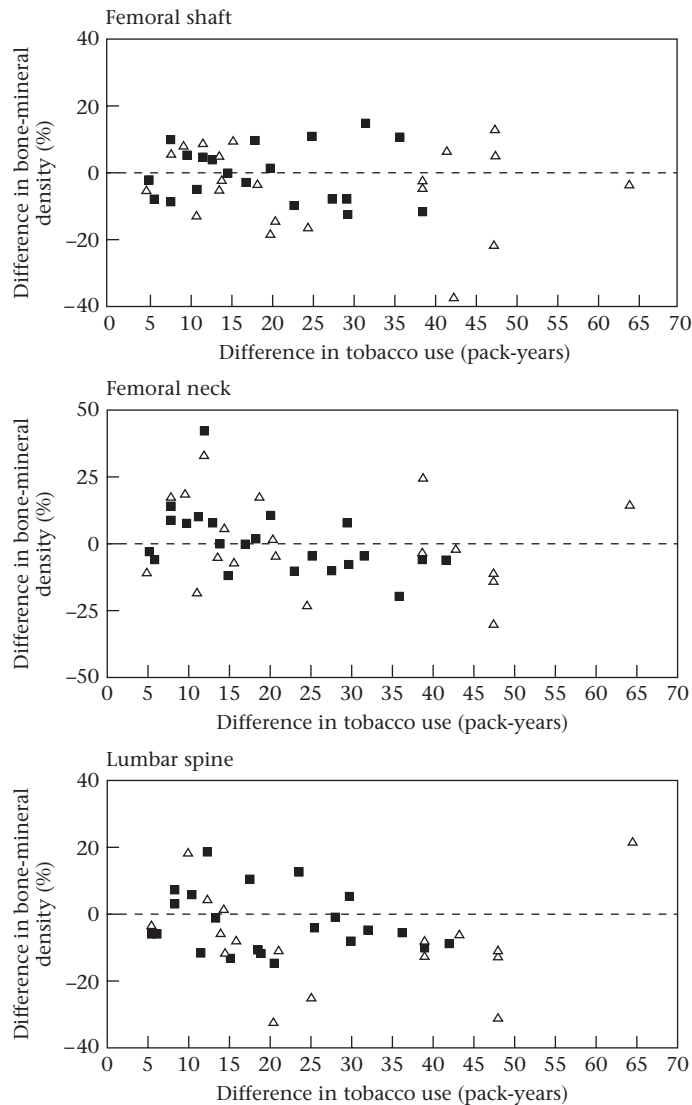 Femoral shaft
Difference in bone-mineral
density (%)
40
20
0
–20
–40
0 5 10 15 20 25 30 35 40 45 50 55 60 65 70
Difference in tobacco use (pack-years)
Femoral neck
Difference in bone-mineral
density (%)
50
25
0
–25
–50
0 5 10 15 20 25 30 35 40 45 50 55 60 65 70
Difference in tobacco use (pack-years)
Lumbar spine
Difference in bone-mineral
density (%)
40
20
0
–20
–40
0 5 10 15 20 25 30 35 40 45 50 55 60 65 70
Difference in tobacco use (pack-years)